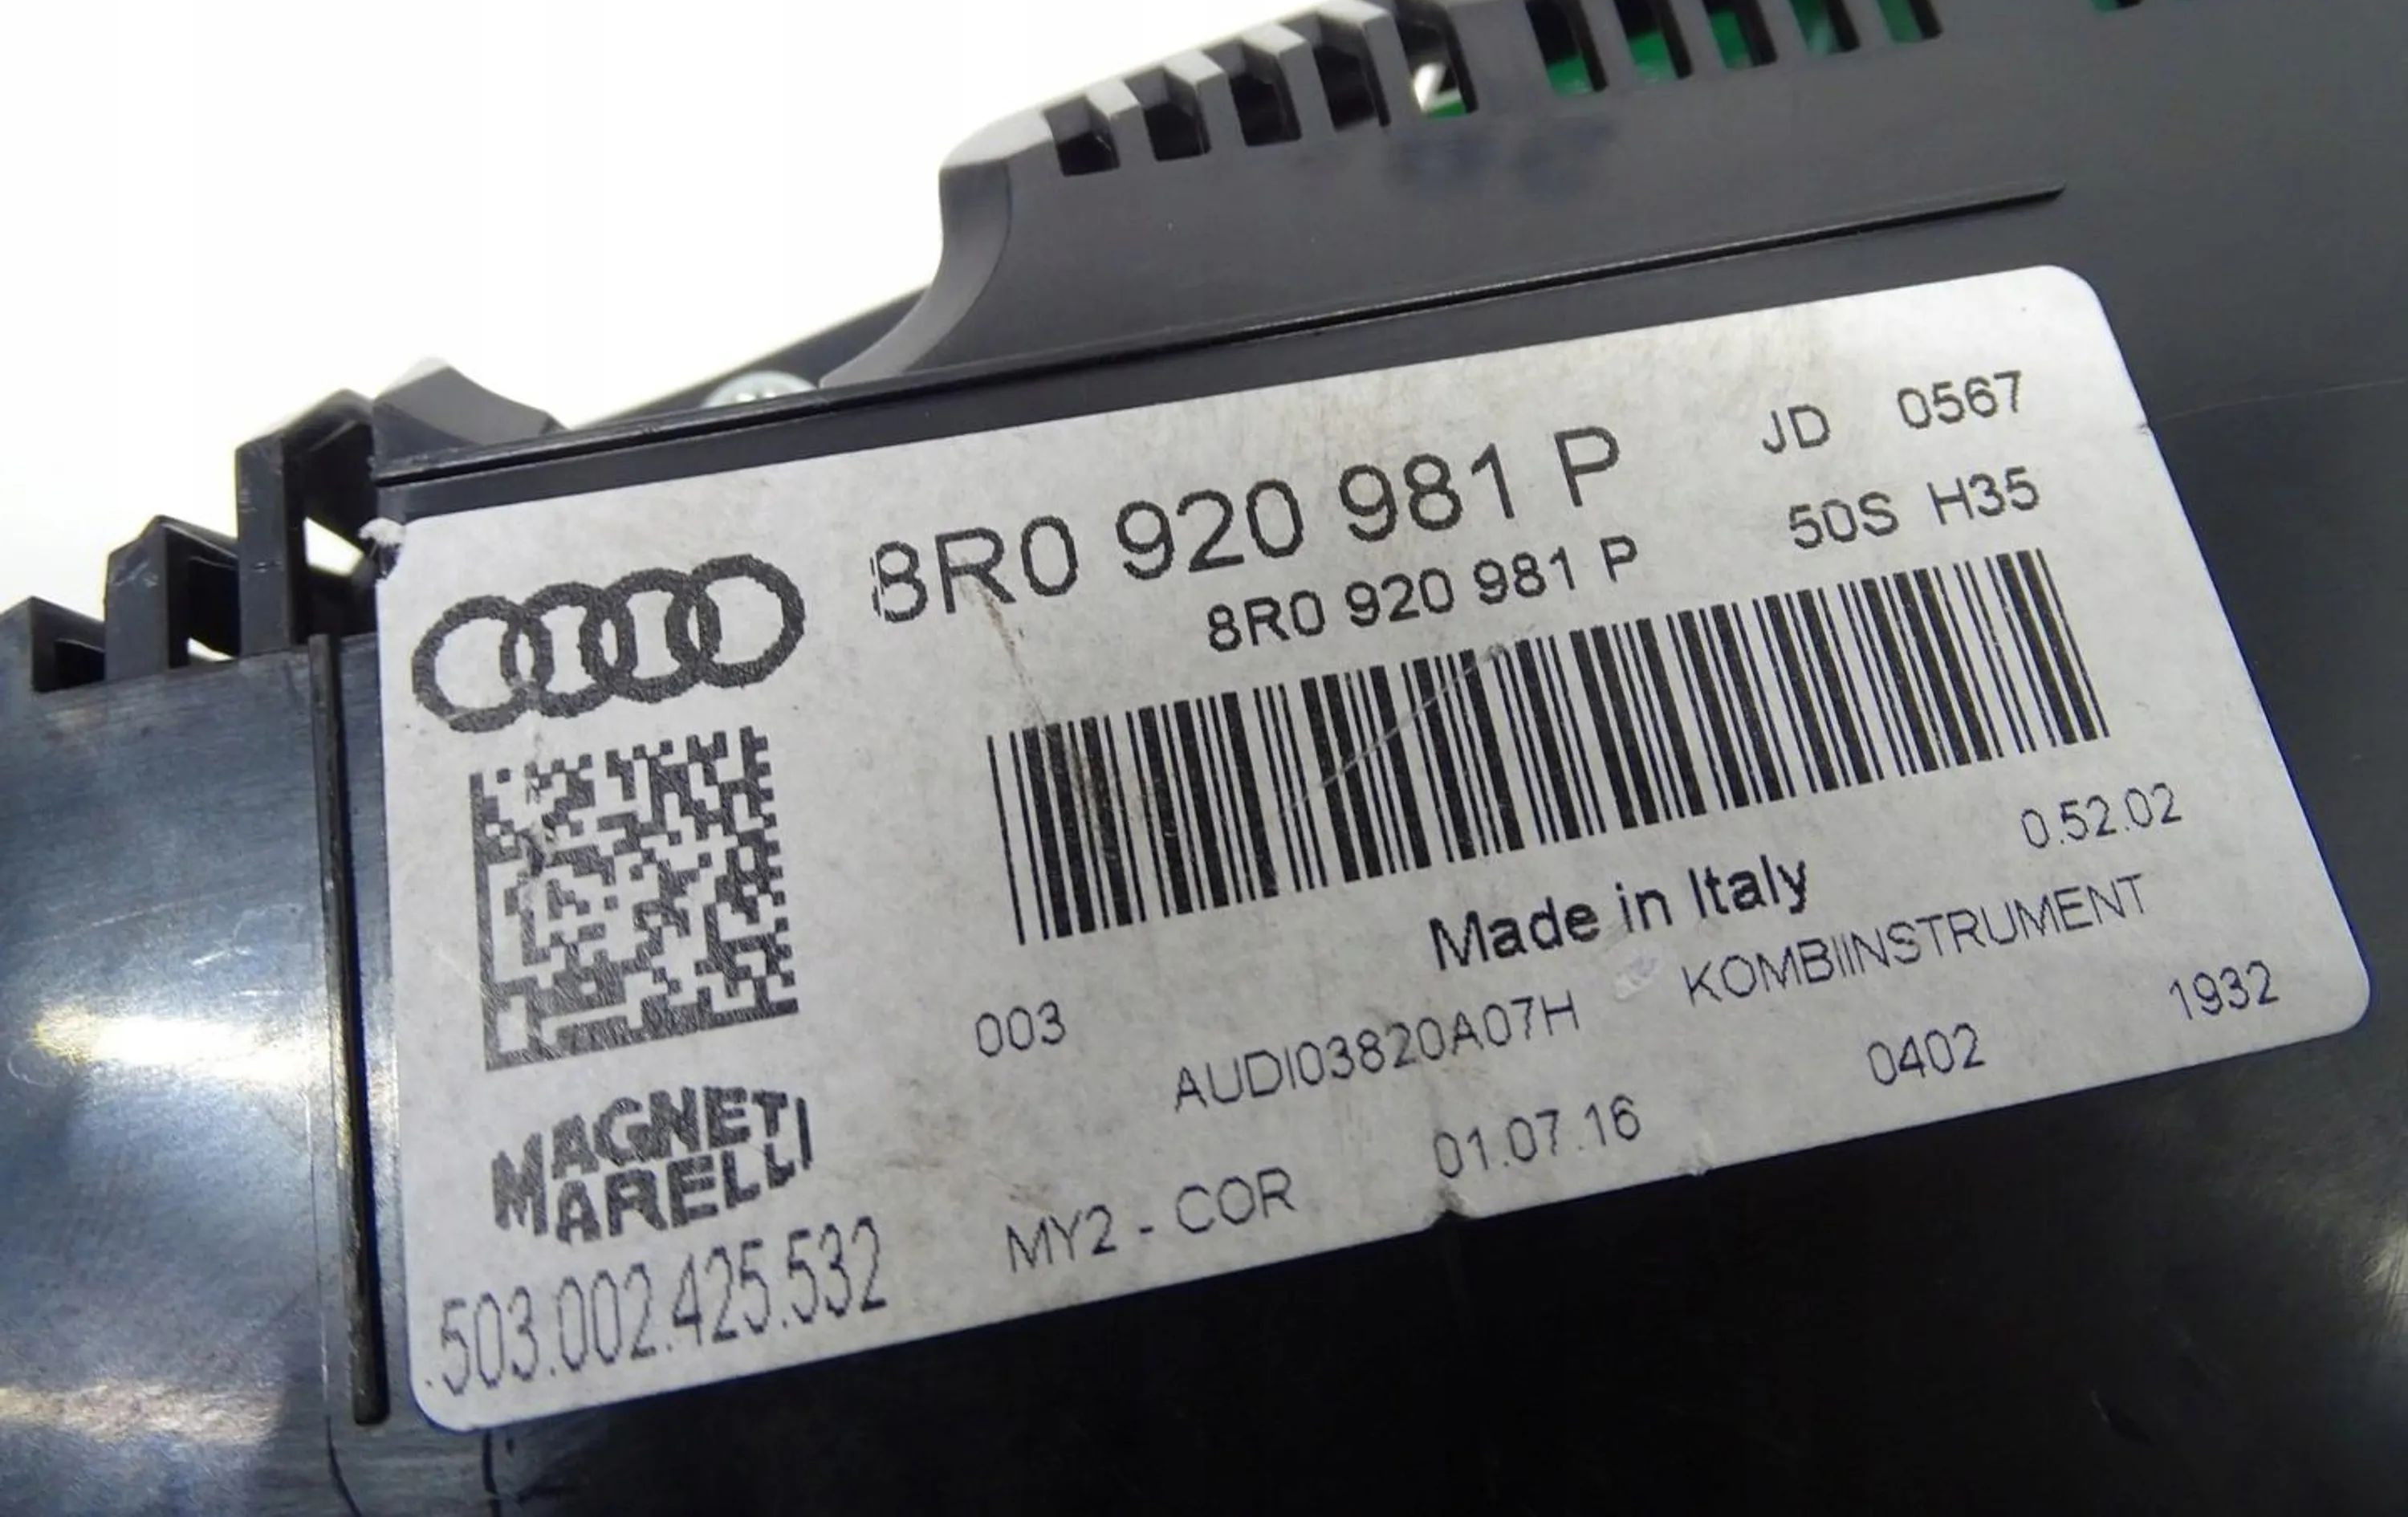 8R0 920 981 P JD 0567
8R0 920 981 P 50S H35
0.52.02
Made in Italy
003 AUDI03820A07H KOMBIINSTRUMENT
MAGNETI
MARELLI
MY2 - COR 01.07.16 0402 1932
.503.002.425.532